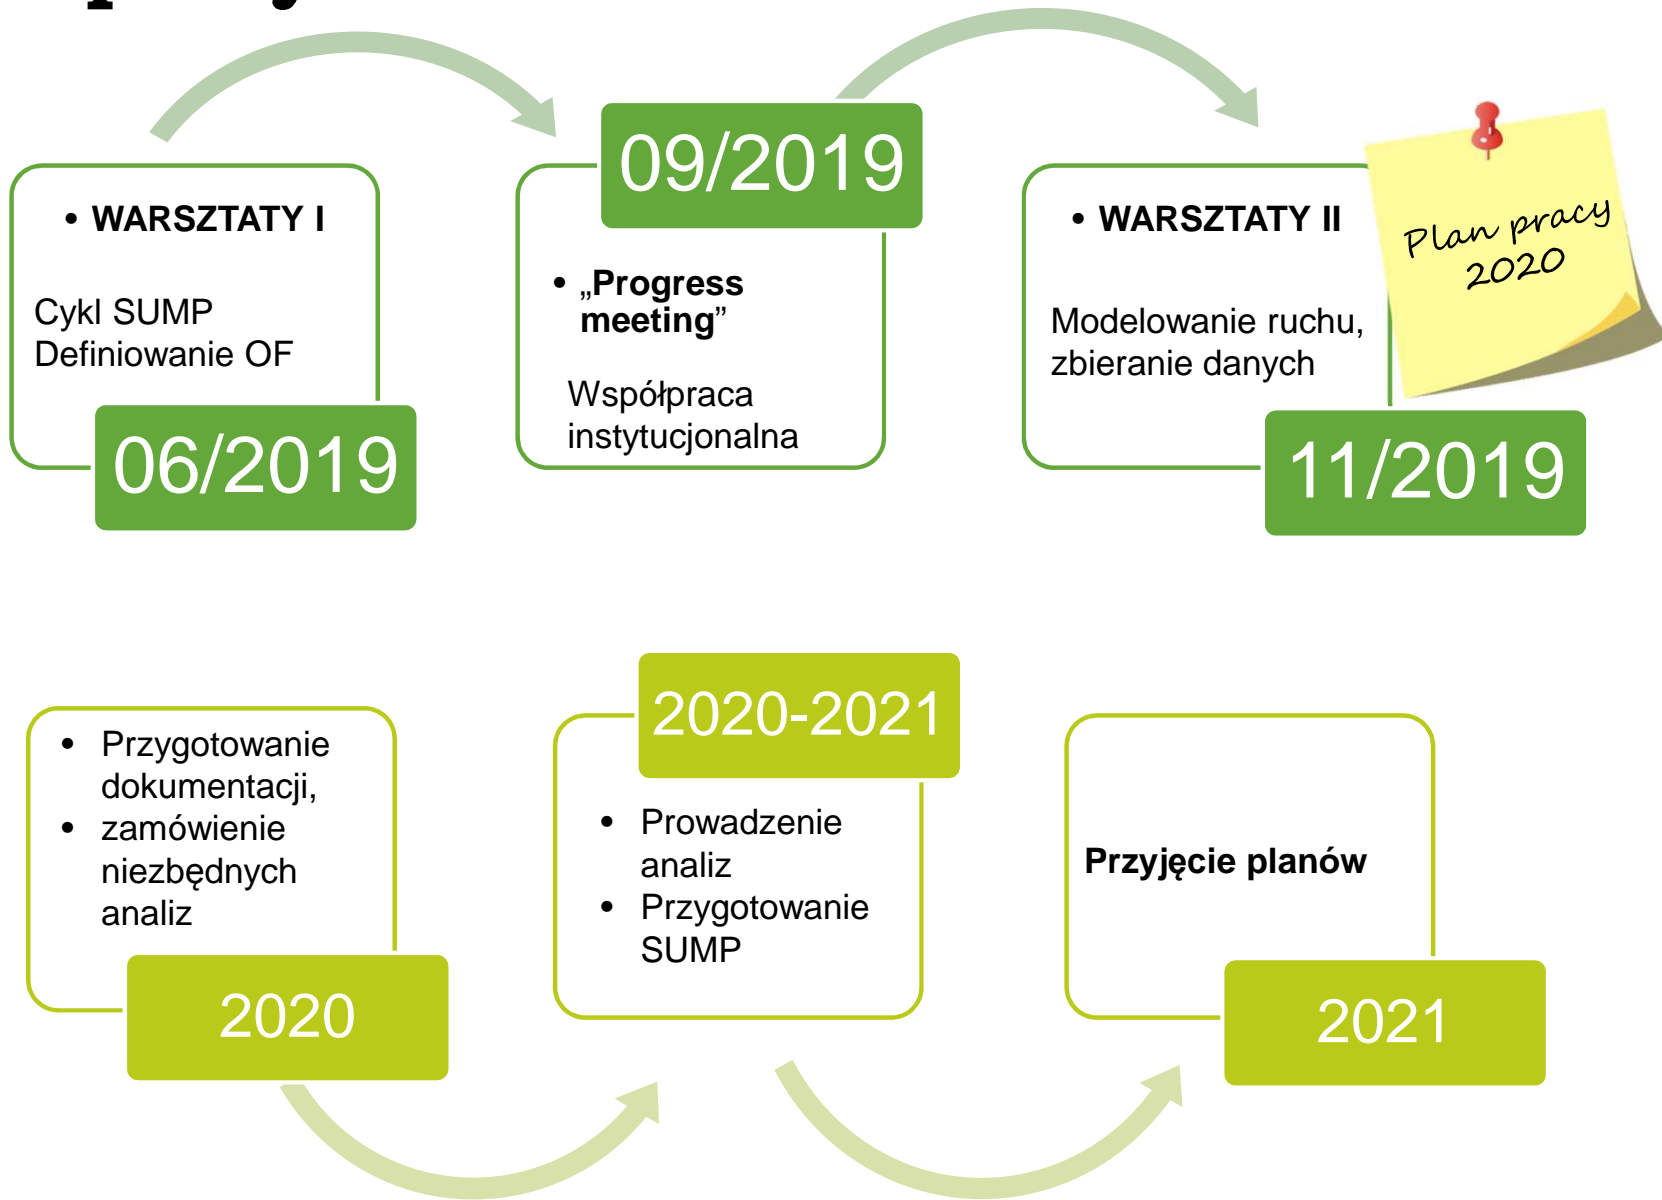 • WARSZTATY I
Cykl SUMP
Definiowanie OF
06/2019
09/2019
• „Progress
meeting”
Współpraca
instytucjonalna
• WARSZTATY II
Modelowanie ruchu,
zbieranie danych
11/2019
Plan pracy
2020
• Przygotowanie
dokumentacji,
• zamówienie
niezbędnych
analiz
2020
2020-2021
• Prowadzenie
analiz
• Przygotowanie
SUMP
Przyjęcie planów
2021